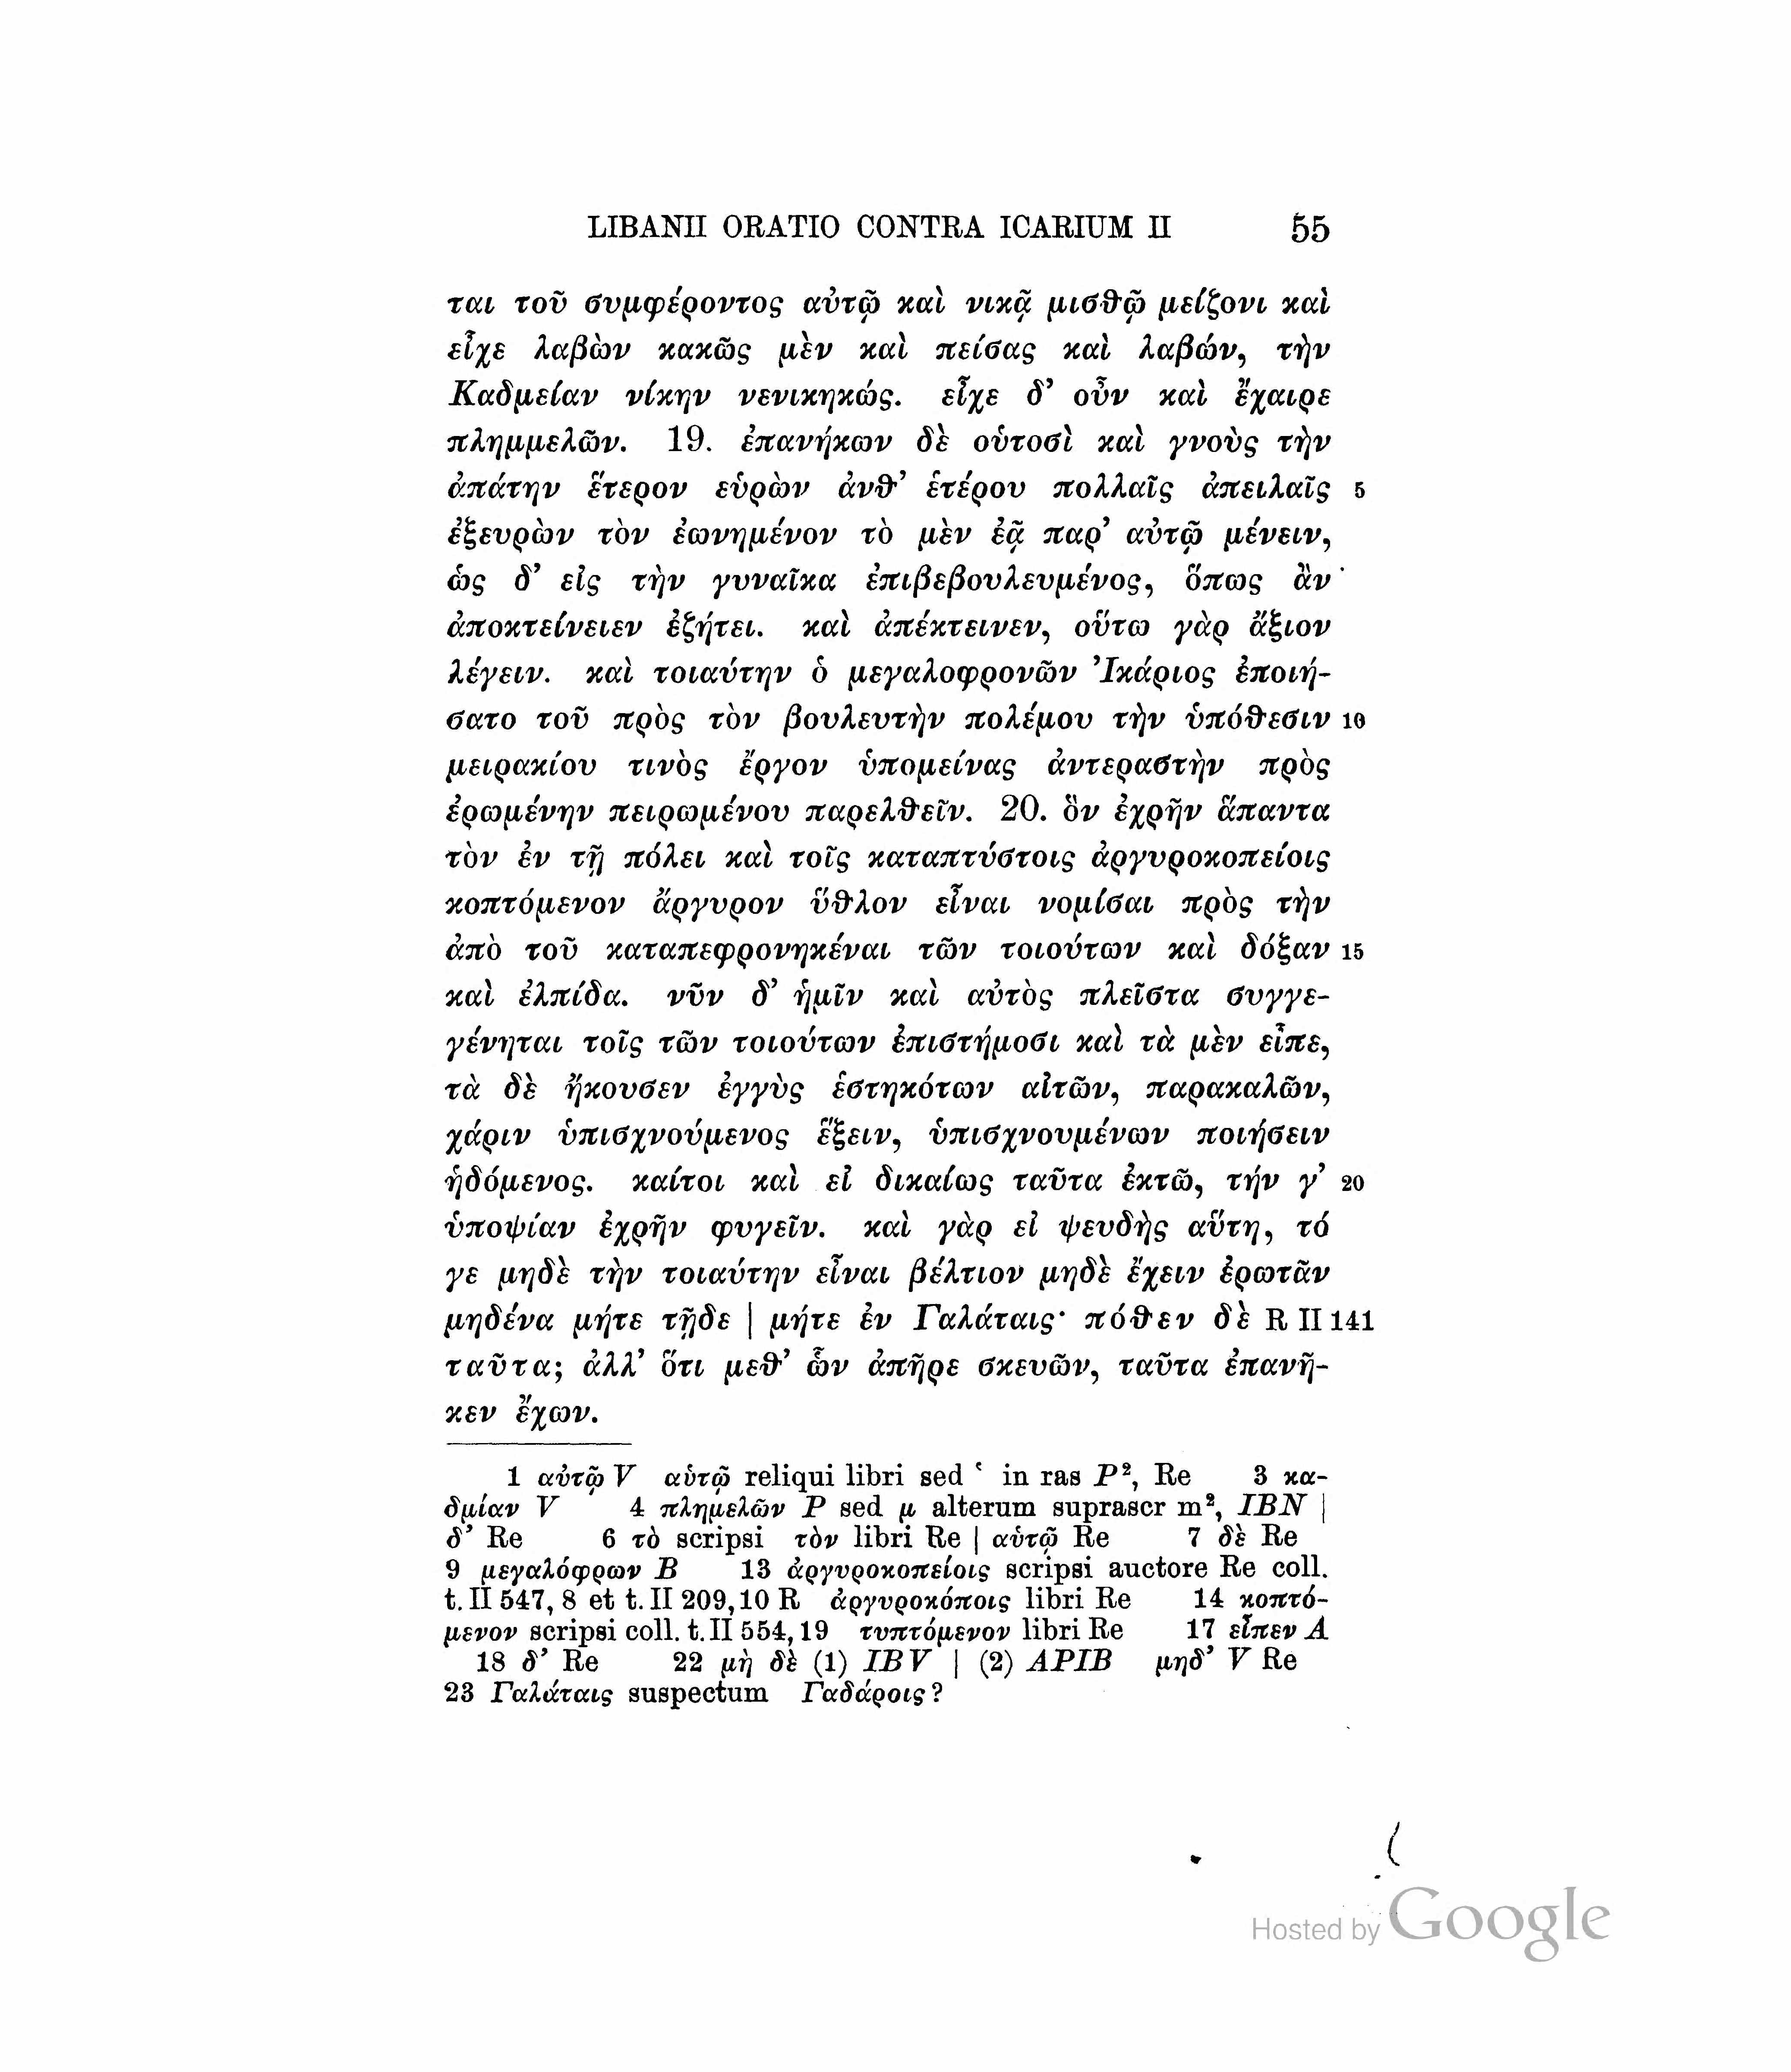 LIBANII ORATIO CONTRA ICARIUM II 55
ται τοῦ συμφέροντος αὐτῷ καὶ νικᾷ μισθῷ μείζονι καὶ
εἶχε λαβὼν κακῶς μὲν καὶ πείσας καὶ λαβών, τὴν
Καδμείαν νίκην νενικηκώς. εἶχε δ’ οὖν καὶ ἔχαιρε
πλημμελῶν. 19. ἐπανήκων δὲ οὑτοσὶ καὶ γνοὺς τὴν
ἀπάτην ἕτερον εὑρὼν ἀνθ’ ἑτέρου πολλαῖς ἀπειλαῖς 5
ἐξευρὼν τὸν ἐωνημένον τὸ μὲν ἐᾷ παρ’ αὐτῷ μένειν,
ὡς δ’ εἰς τὴν γυναῖκα ἐπιβεβουλευμένος, ὅπως ἂν
ἀποκτείνειεν ἐζήτει. καὶ ἀπέκτεινεν, οὕτω γὰρ ἄξιον
λέγειν. καὶ τοιαύτην ὁ μεγαλοφρονῶν Ἰκάριος ἐποιή-
σατο τοῦ πρὸς τὸν βουλευτὴν πολέμου τὴν ὑπόθεσιν 10
μειρακίου τινὸς ἔργον ὑπομείνας ἀντεραστὴν πρὸς
ἐρωμένην πειρωμένου παρελθεῖν. 20. ὃν ἐχρῆν ἅπαντα
τὸν ἐν τῇ πόλει καὶ τοῖς καταπτύστοις ἀργυροκοπείοις
κοπτόμενον ἄργυρον ὕθλον εἶναι νομίσαι πρὸς τὴν
ἀπὸ τοῦ καταπεφρονηκέναι τῶν τοιούτων καὶ δόξαν 15
καὶ ἐλπίδα. νῦν δ’ ἡμῖν καὶ αὐτὸς πλεῖστα συγγε-
γένηται τοῖς τῶν τοιούτων ἐπιστήμοσι καὶ τὰ μὲν εἶπε,
τὰ δὲ ἤκουσεν ἐγγὺς ἑστηκότων αἰτῶν, παρακαλῶν,
χάριν ὑπισχνούμενος ἕξειν, ὑπισχνουμένων ποιήσειν
ἡδόμενος. καίτοι καὶ εἰ δικαίως ταῦτα ἐκτῶ, τήν γ’ 20
ὑποψίαν ἐχρῆν φυγεῖν. καὶ γὰρ εἰ ψευδὴς αὕτη, τό
γε μηδὲ τὴν τοιαύτην εἶναι βέλτιον μηδὲ ἔχειν ἐρωτᾶν
μηδένα μήτε τῇδε | μήτε ἐν Γαλάταις· πόθεν δὲ R II 141
ταῦτα; ἀλλ’ ὅτι μεθ’ ὧν ἀπῆρε σκευῶν, ταῦτα ἐπανῆ-
κεν ἔχων.
1 αὐτῷ V αὑτῷ reliqui libri sed ʽ in ras P², Re 3 κα-
δμίαν V 4 πλημελῶν P sed μ alterum suprascr m², IBN |
δ’ Re 6 τὸ scripsi τὸν libri Re | αὑτῷ Re 7 δὲ Re
9 μεγαλόφρων B 13 ἀργυροκοπείοις scripsi auctore Re coll.
t. II 547, 8 et t. II 209,10 R ἀργυροκόποις libri Re 14 κοπτό-
μενον scripsi coll. t. II 554,19 τυπτόμενον libri Re 17 εἶπεν A
18 δ’ Re 22 μὴ δὲ (1) IBV | (2) APIB μηδ’ V Re
23 Γαλάταις suspectum Γαδάροις?
Hosted by Google